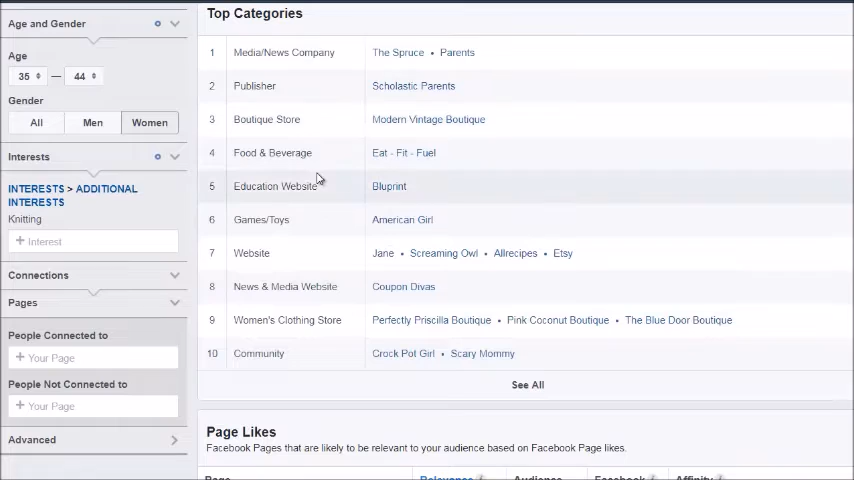 Age and Gender
Age
35 — 44
Gender
All Men Women
Interests
INTERESTS > ADDITIONAL
INTERESTS
Knitting
+ Interest
Connections
Pages
People Connected to
+ Your Page
People Not Connected to
+ Your Page
Advanced
Top Categories
1 Media/News Company The Spruce • Parents
2 Publisher Scholastic Parents
3 Boutique Store Modern Vintage Boutique
4 Food & Beverage Eat - Fit - Fuel
5 Education Website Bluprint
6 Games/Toys American Girl
7 Website Jane • Screaming Owl • Allrecipes • Etsy
8 News & Media Website Coupon Divas
9 Women's Clothing Store Perfectly Priscilla Boutique • Pink Coconut Boutique • The Blue Door Boutique
10 Community Crock Pot Girl • Scary Mommy
See All
Page Likes
Facebook Pages that are likely to be relevant to your audience based on Facebook Page likes.
Page Relevance Audience Facebook Affinity